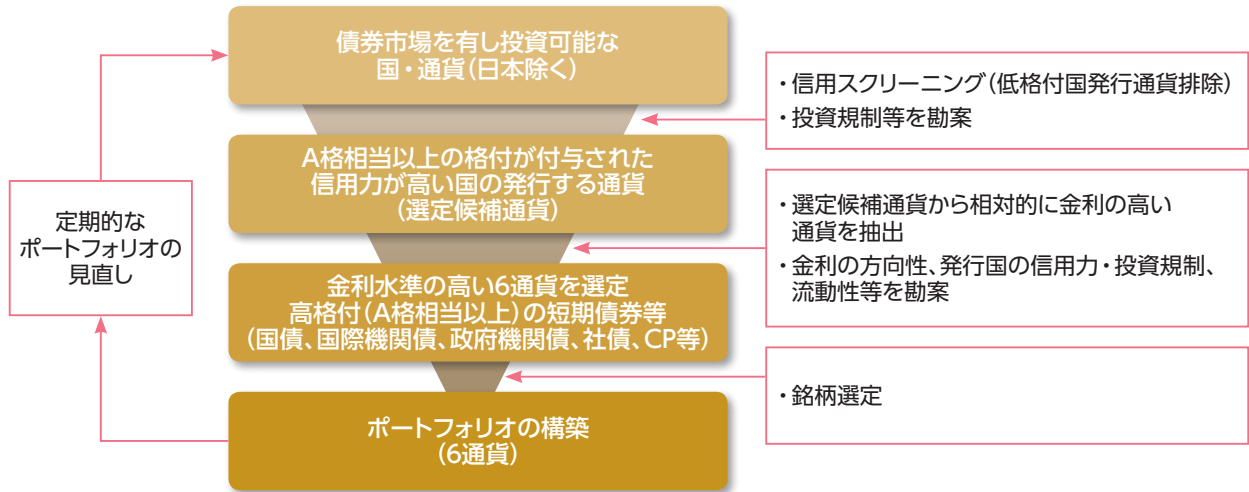 債券市場を有し投資可能な
国・通貨(日本除く)
・信用スクリーニング(低格付国発行通貨排除)
・投資規制等を勘案
A格相当以上の格付が付与された
信用力が高い国の発行する通貨
(選定候補通貨)
・選定候補通貨から相対的に金利の高い
通貨を抽出
・金利の方向性、発行国の信用力・投資規制、
流動性等を勘案
定期的な
ポートフォリオの
見直し
金利水準の高い6通貨を選定
高格付(A格相当以上)の短期債券等
(国債、国際機関債、政府機関債、社債、CP等)
・銘柄選定
ポートフォリオの構築
(6通貨)